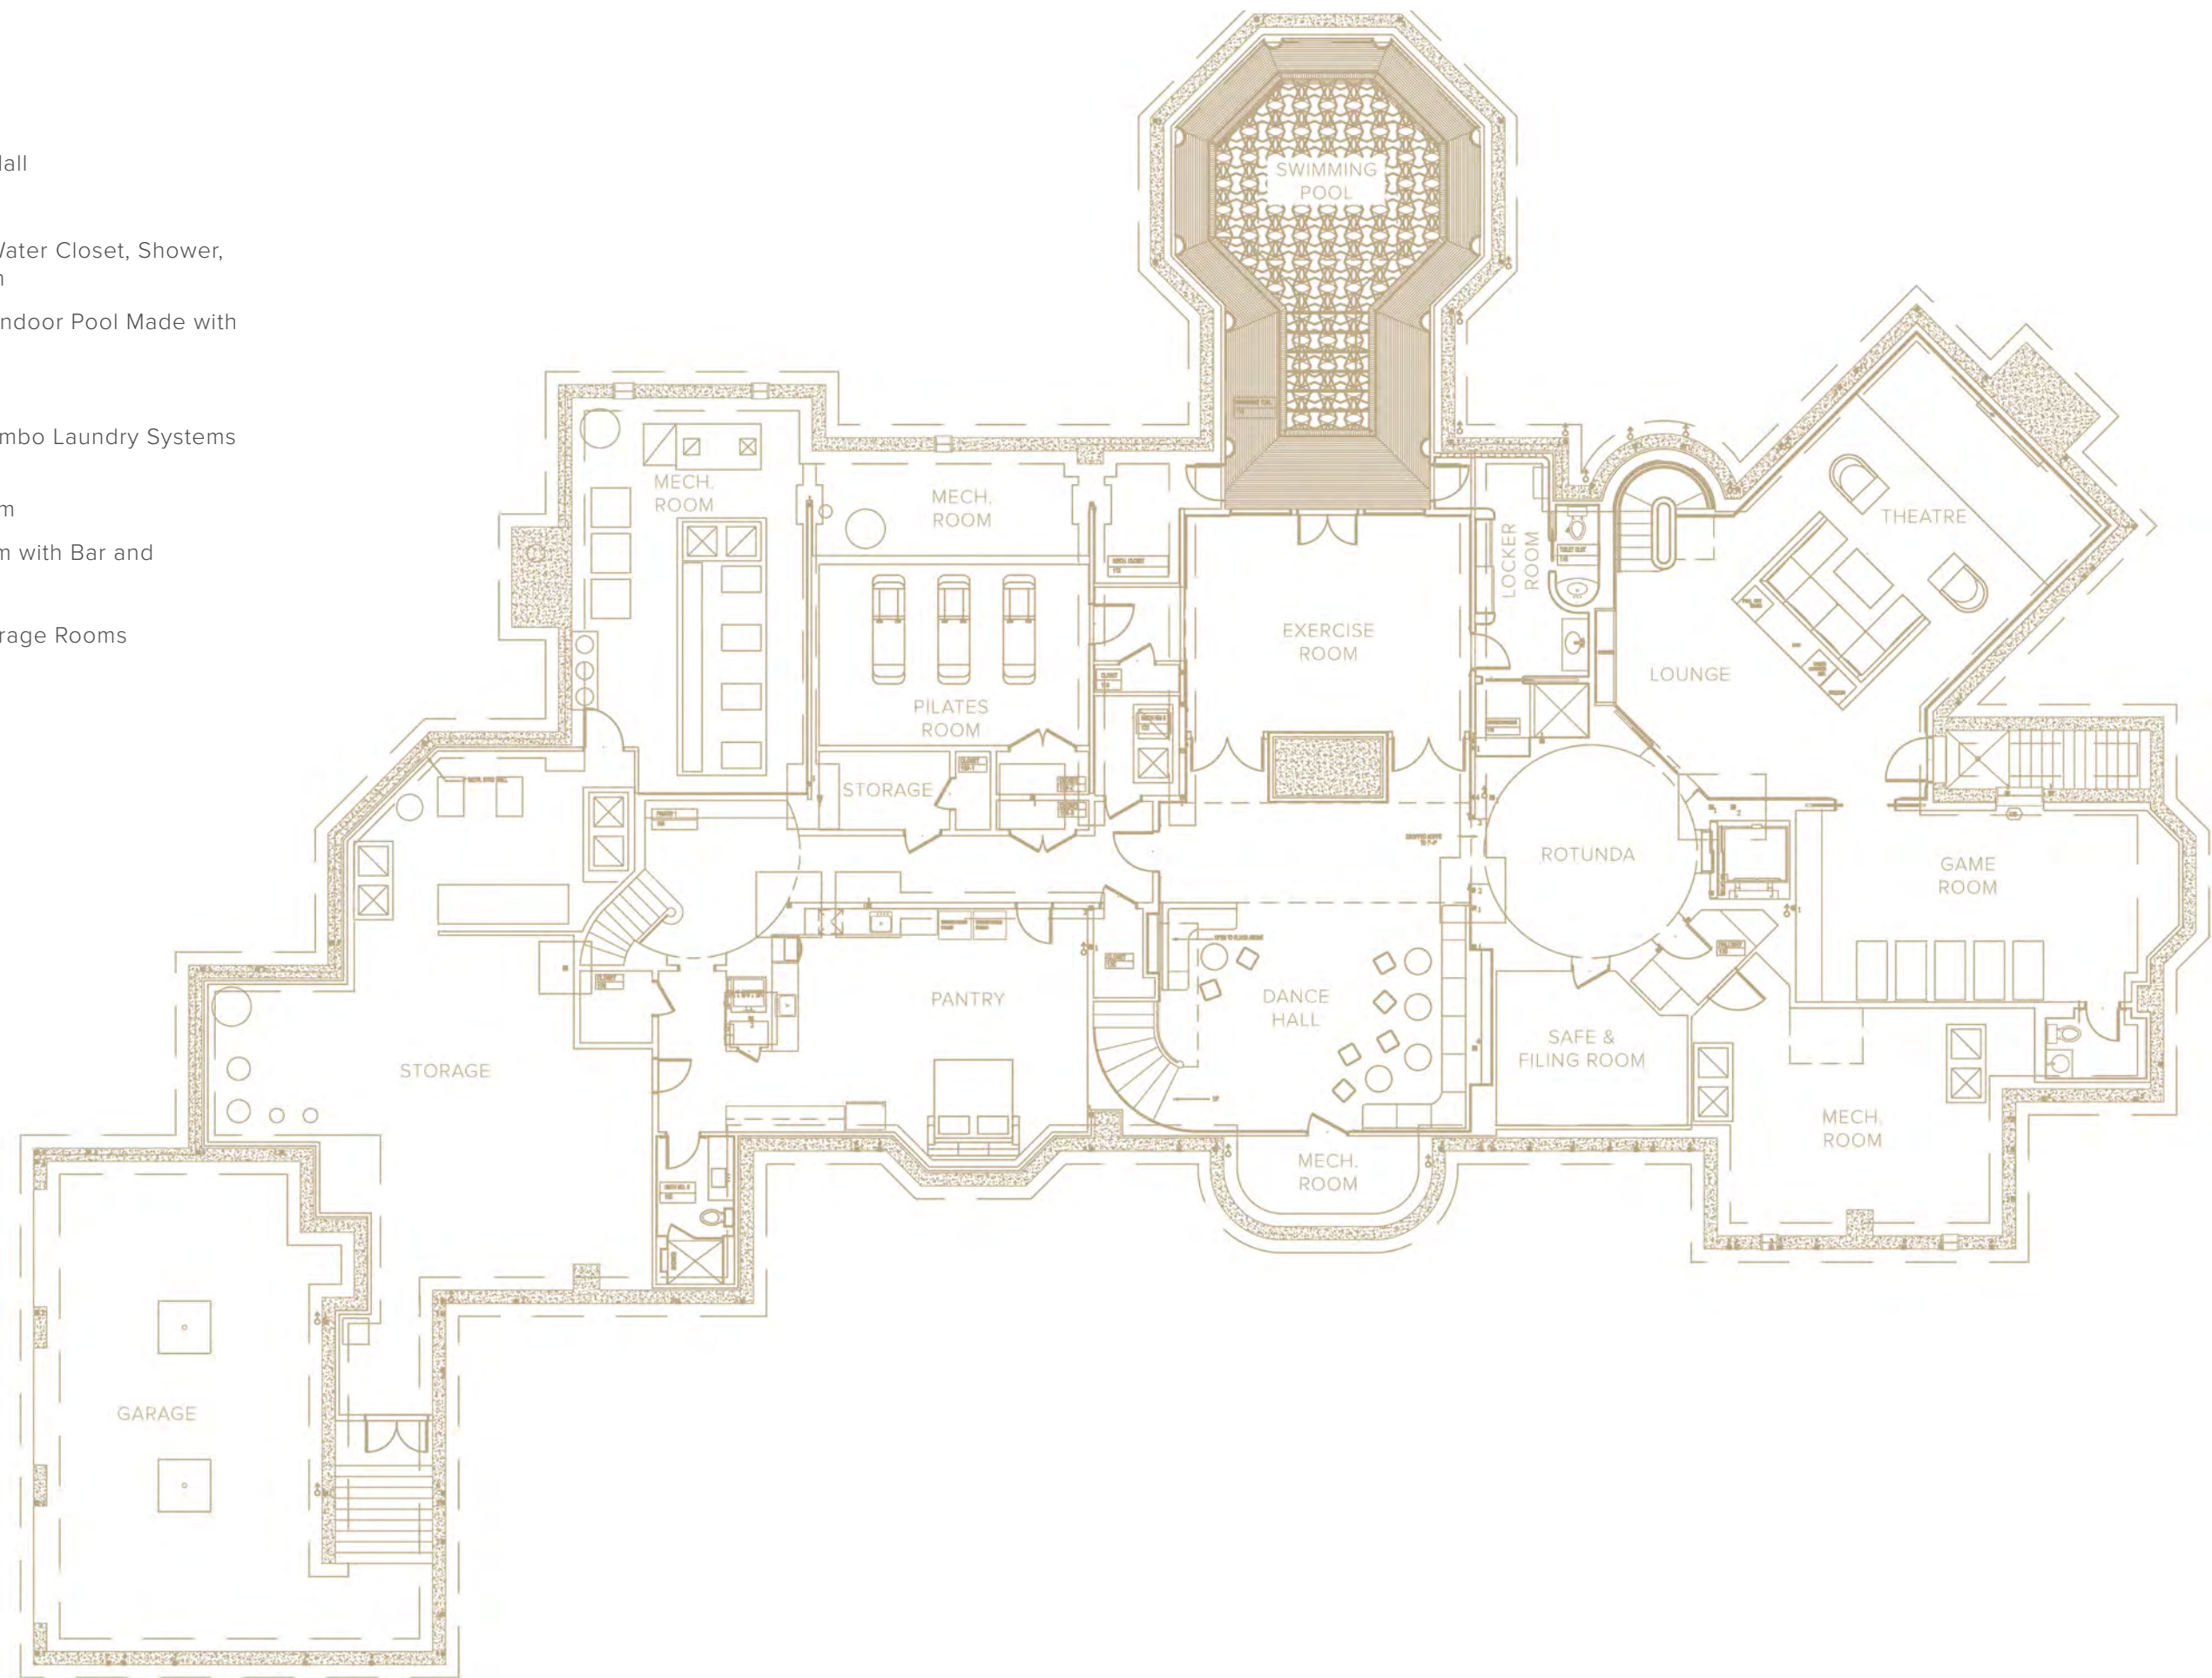 Hall
Water Closet, Shower,
Indoor Pool Made with
ombo Laundry Systems
m with Bar and
orage Rooms
SWIMMING
POOL
MECH.
ROOM
MECH.
ROOM
LOCKER
ROOM
THEATRE
EXERCISE
ROOM
LOUNGE
PILATES
ROOM
STORAGE
ROTUNDA
GAME
ROOM
PANTRY
DANCE
HALL
SAFE &
FILING ROOM
STORAGE
MECH.
ROOM
MECH.
ROOM
GARAGE